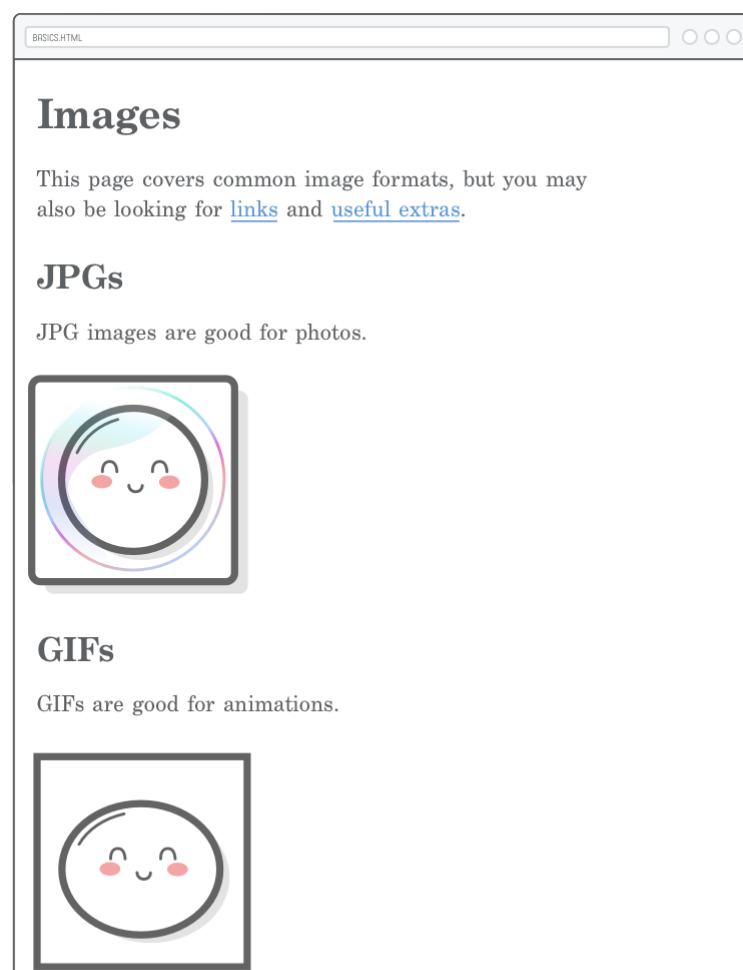 BASICS.HTML
Images
This page covers common image formats, but you may
also be looking for links and useful extras.
JPGs
JPG images are good for photos.
GIFs
GIFs are good for animations.